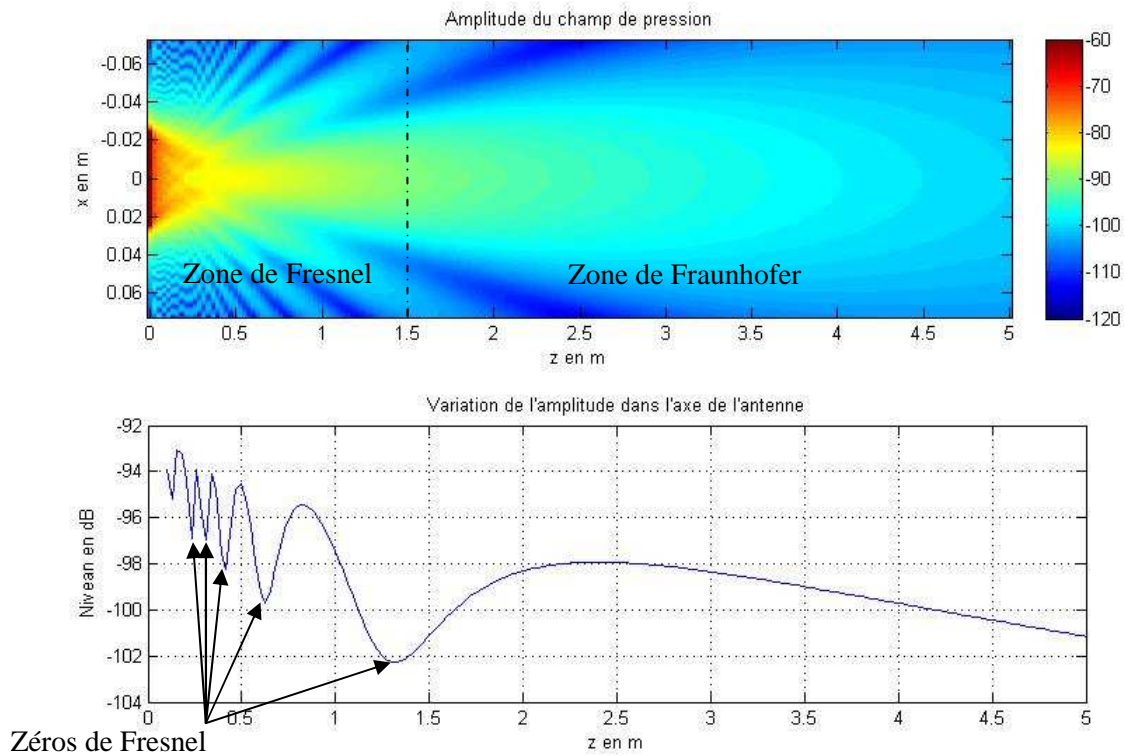 Amplitude du champ de pression
x en m
-0.06
-0.04
-0.02
0
0.02
0.04
0.06
Zone de Fresnel
Zone de Fraunhofer
0 0.5 1 1.5 2 2.5 3 3.5 4 4.5 5
z en m
-60
-70
-80
-90
-100
-110
-120
Variation de l'amplitude dans l'axe de l'antenne
Nivean en dB
-92
-94
-96
-98
-100
-102
-104
0 0.5 1 1.5 2 2.5 3 3.5 4 4.5 5
z en m
Zéros de Fresnel